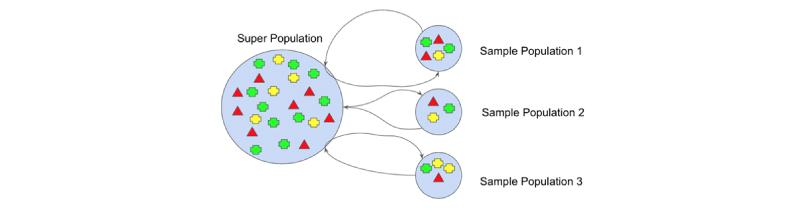 Super Population
Sample Population 1
Sample Population 2
Sample Population 3